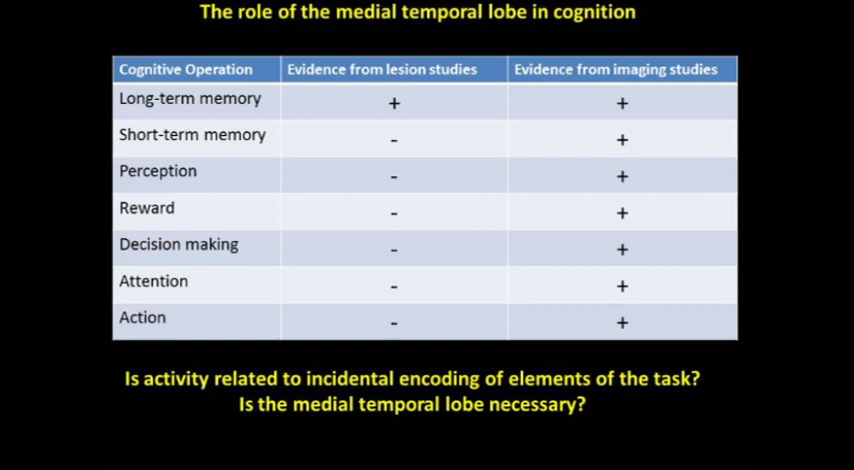 The role of the medial temporal lobe in cognition
Cognitive Operation Evidence from lesion studies Evidence from imaging studies
Long-term memory + +
Short-term memory - +
Perception - +
Reward - +
Decision making - +
Attention - +
Action - +
Is activity related to incidental encoding of elements of the task?
Is the medial temporal lobe necessary?